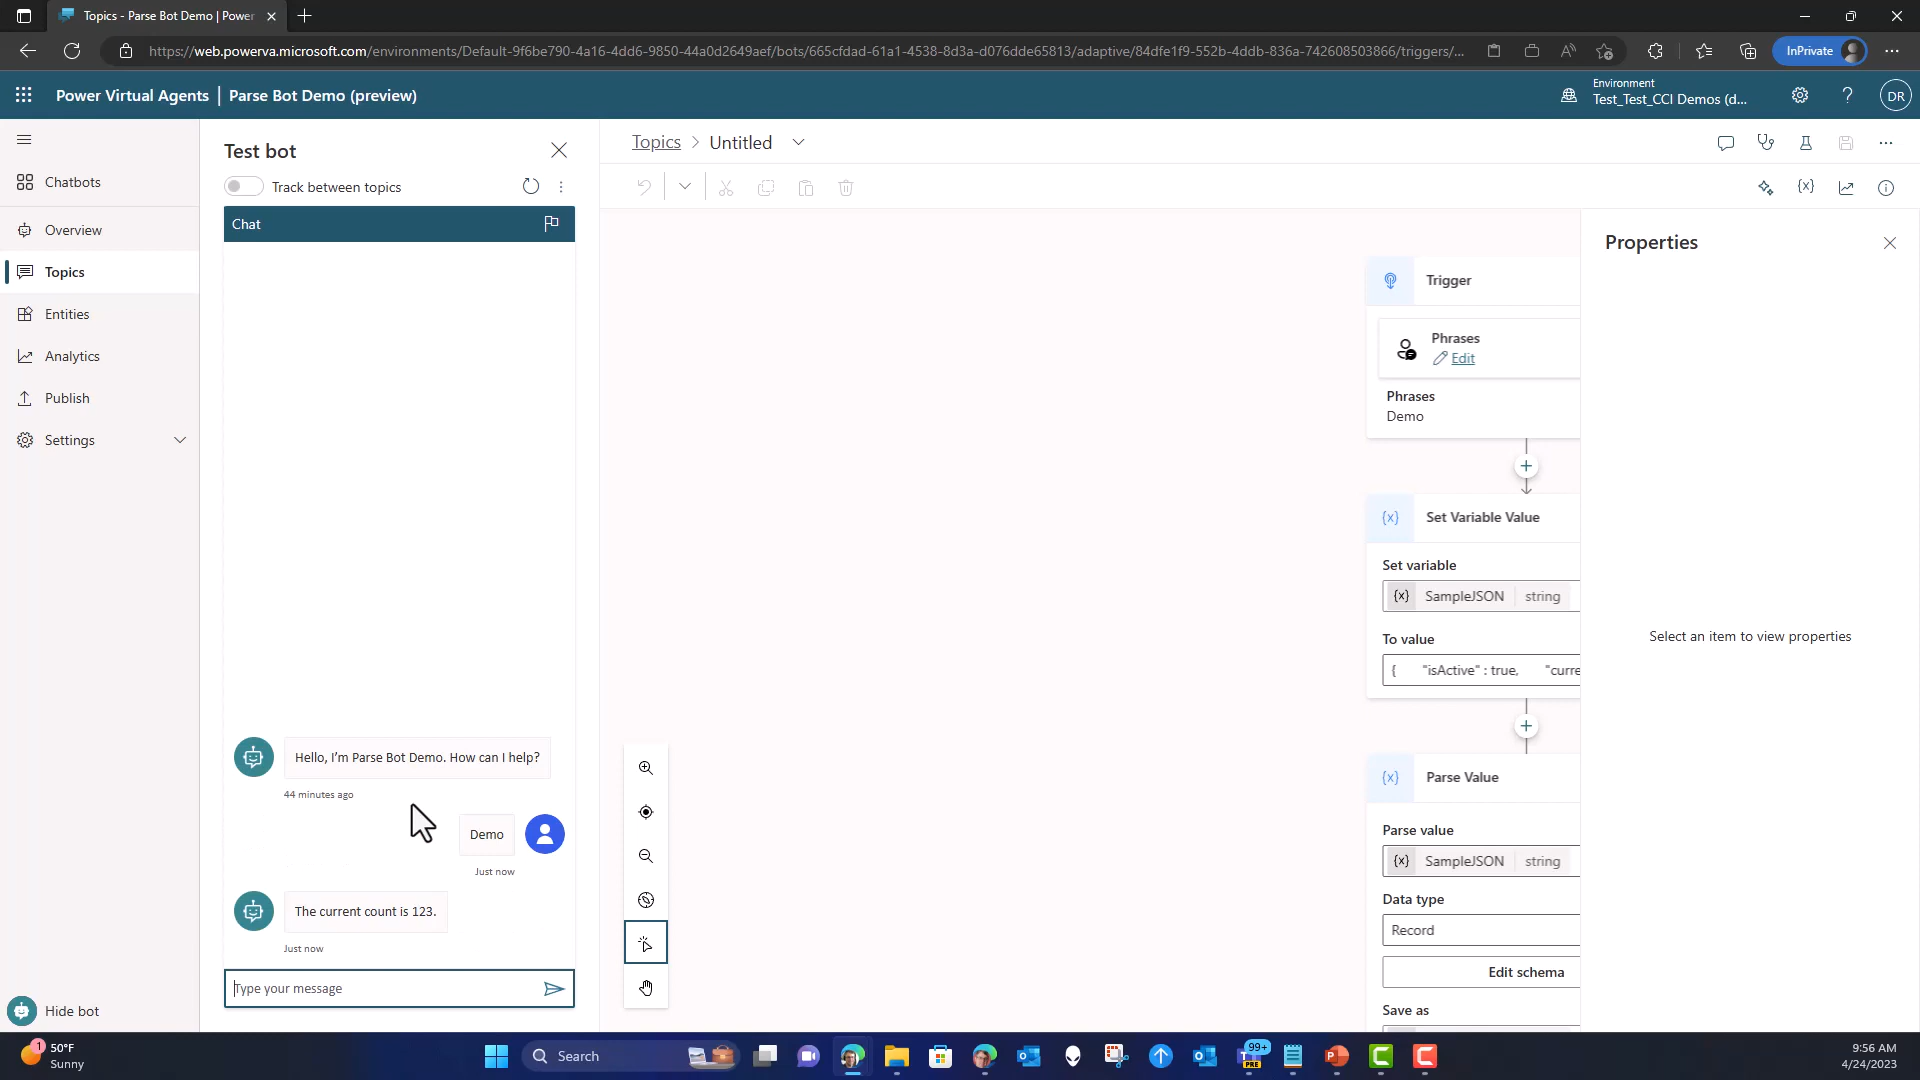 Topics - Parse Bot Demo | Power
https://web.powerva.microsoft.com/environments/Default-9f6be790-4a16-4dd6-9850-44a0d2649aef/bots/665cfdad-61a1-4538-8d3a-d076dde65813/adaptive/84dfe1f9-552b-4ddb-836a-742608503866/triggers/...
InPrivate
Power Virtual Agents | Parse Bot Demo (preview)
Environment
Test_Test_CCI Demos (d...
DR
Chatbots
Overview
Topics
Entities
Analytics
Publish
Settings
Hide bot
Test bot
Track between topics
Chat
Hello, I'm Parse Bot Demo. How can I help?
44 minutes ago
Demo
Just now
The current count is 123.
Just now
Type your message
Topics > Untitled
Trigger
Phrases
Edit
Phrases
Demo
Set Variable Value
Set variable
{x} SampleJSON string
To value
{ "isActive" : true, "curre
Parse Value
Parse value
{x} SampleJSON string
Data type
Record
Edit schema
Save as
Properties
Select an item to view properties
1
50°F
Sunny
Search
99+
PRE
9:56 AM
4/24/2023